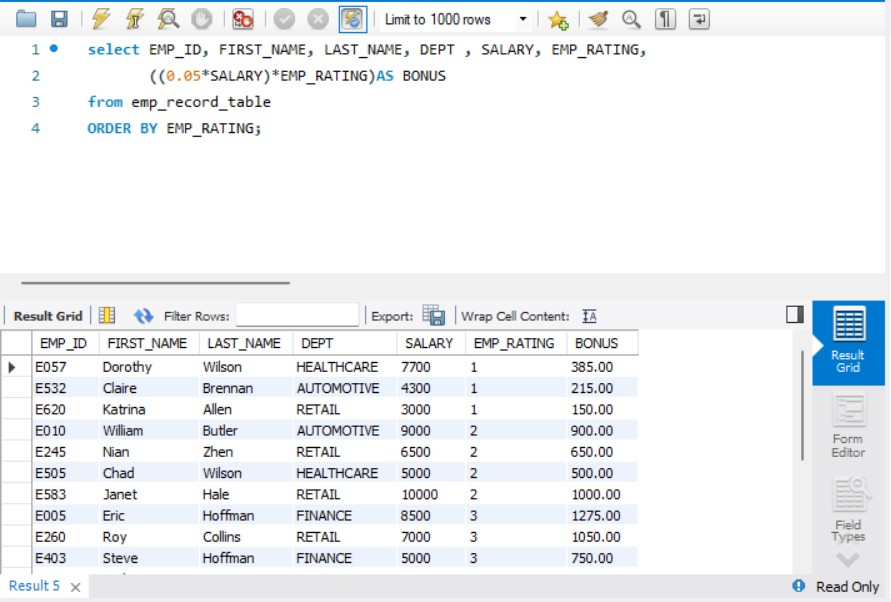 Limit to 1000 rows
1 select EMP_ID, FIRST_NAME, LAST_NAME, DEPT , SALARY, EMP_RATING,
2 ((0.05*SALARY)*EMP_RATING)AS BONUS
3 from emp_record_table
4 ORDER BY EMP_RATING;
Result Grid Filter Rows: Export: Wrap Cell Content: IA
EMP_ID FIRST_NAME LAST_NAME DEPT SALARY EMP_RATING BONUS
E057 Dorothy Wilson HEALTHCARE 7700 1 385.00
E532 Claire Brennan AUTOMOTIVE 4300 1 215.00
E620 Katrina Allen RETAIL 3000 1 150.00
E010 William Butler AUTOMOTIVE 9000 2 900.00
E245 Nian Zhen RETAIL 6500 2 650.00
E505 Chad Wilson HEALTHCARE 5000 2 500.00
E583 Janet Hale RETAIL 10000 2 1000.00
E005 Eric Hoffman FINANCE 8500 3 1275.00
E260 Roy Collins RETAIL 7000 3 1050.00
E403 Steve Hoffman FINANCE 5000 3 750.00
Result
Grid
Form
Editor
Field
Types
Result 5
Read Only